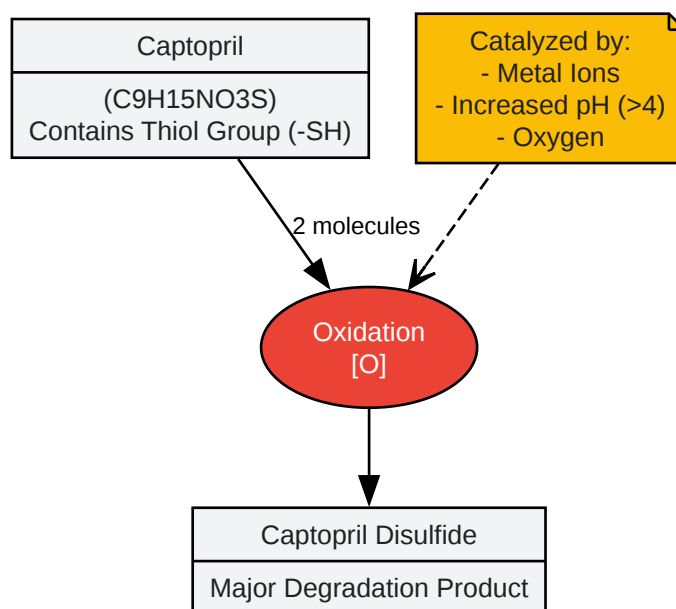 Captopril
(C9H15NO3S)
Contains Thiol Group (-SH)
Catalyzed by:
- Metal Ions
- Increased pH (>4)
- Oxygen
2 molecules
Oxidation
[O]
Captopril Disulfide
Major Degradation Product